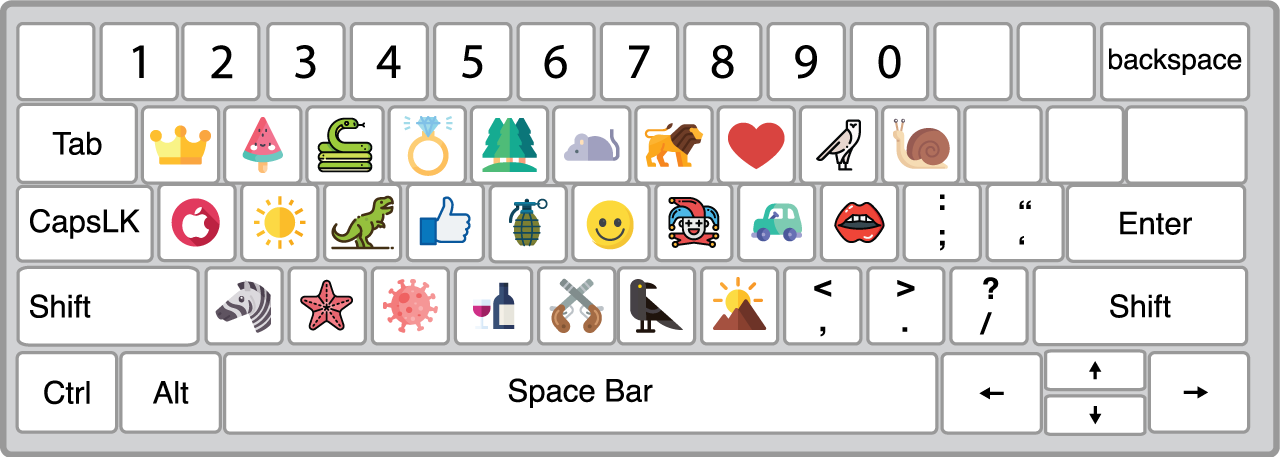 1 2 3 4 5 6 7 8 9 0 backspace
Tab
CapsLK : ; “ ‘ Enter
Shift < , > . ? / Shift
Ctrl Alt Space Bar ← ↑ ↓ →